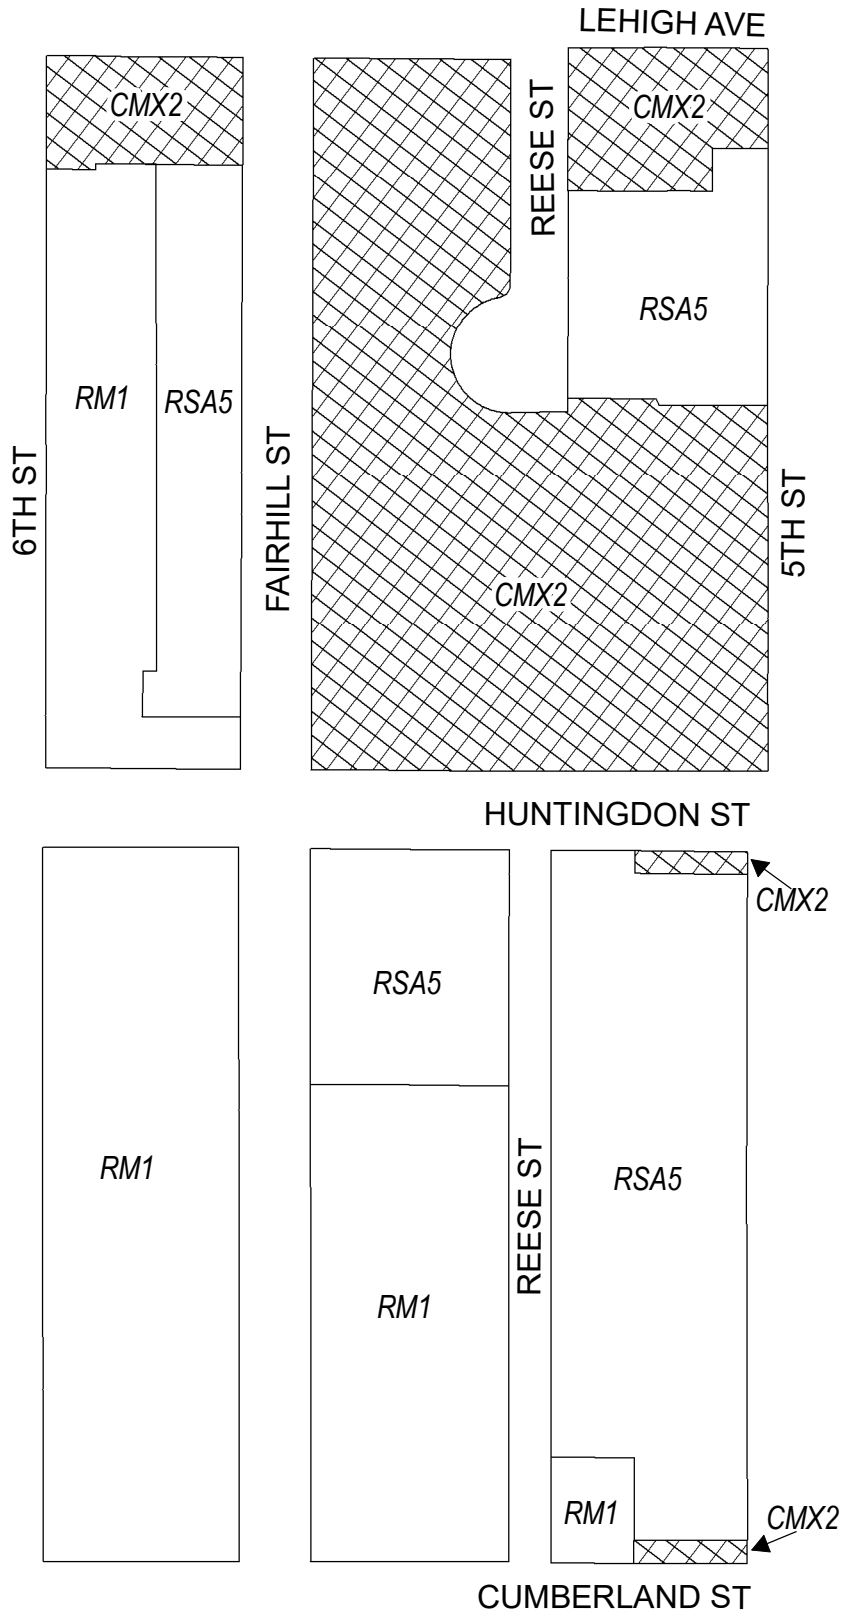 LEHIGH AVE
CMX2
CMX2
REESE ST
RSA5
RM1
RSA5
6TH ST
FAIRHILL ST
5TH ST
CMX2
HUNTINGDON ST
CMX2
RSA5
RM1
RSA5
REESE ST
RM1
RM1
CMX2
CUMBERLAND ST